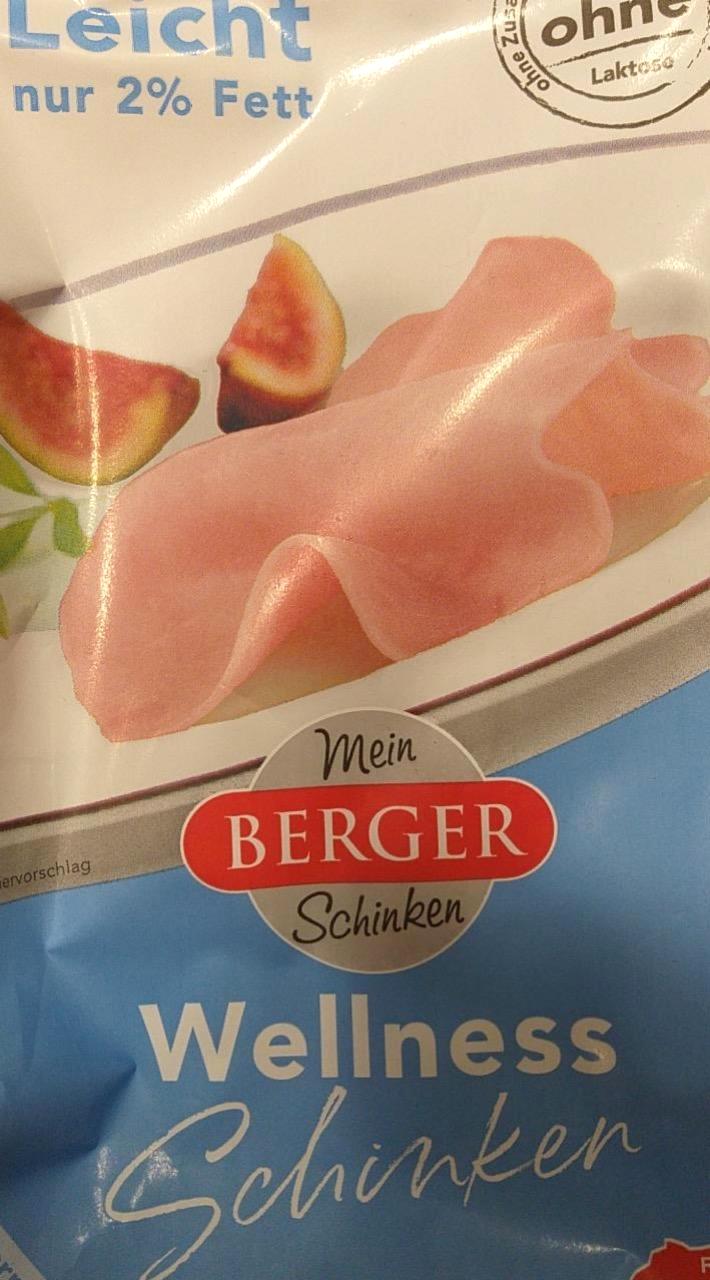 Leicht
nur 2% Fett
ohne
Laktose
Mein
BERGER
Schinken
Wellness
Schinken